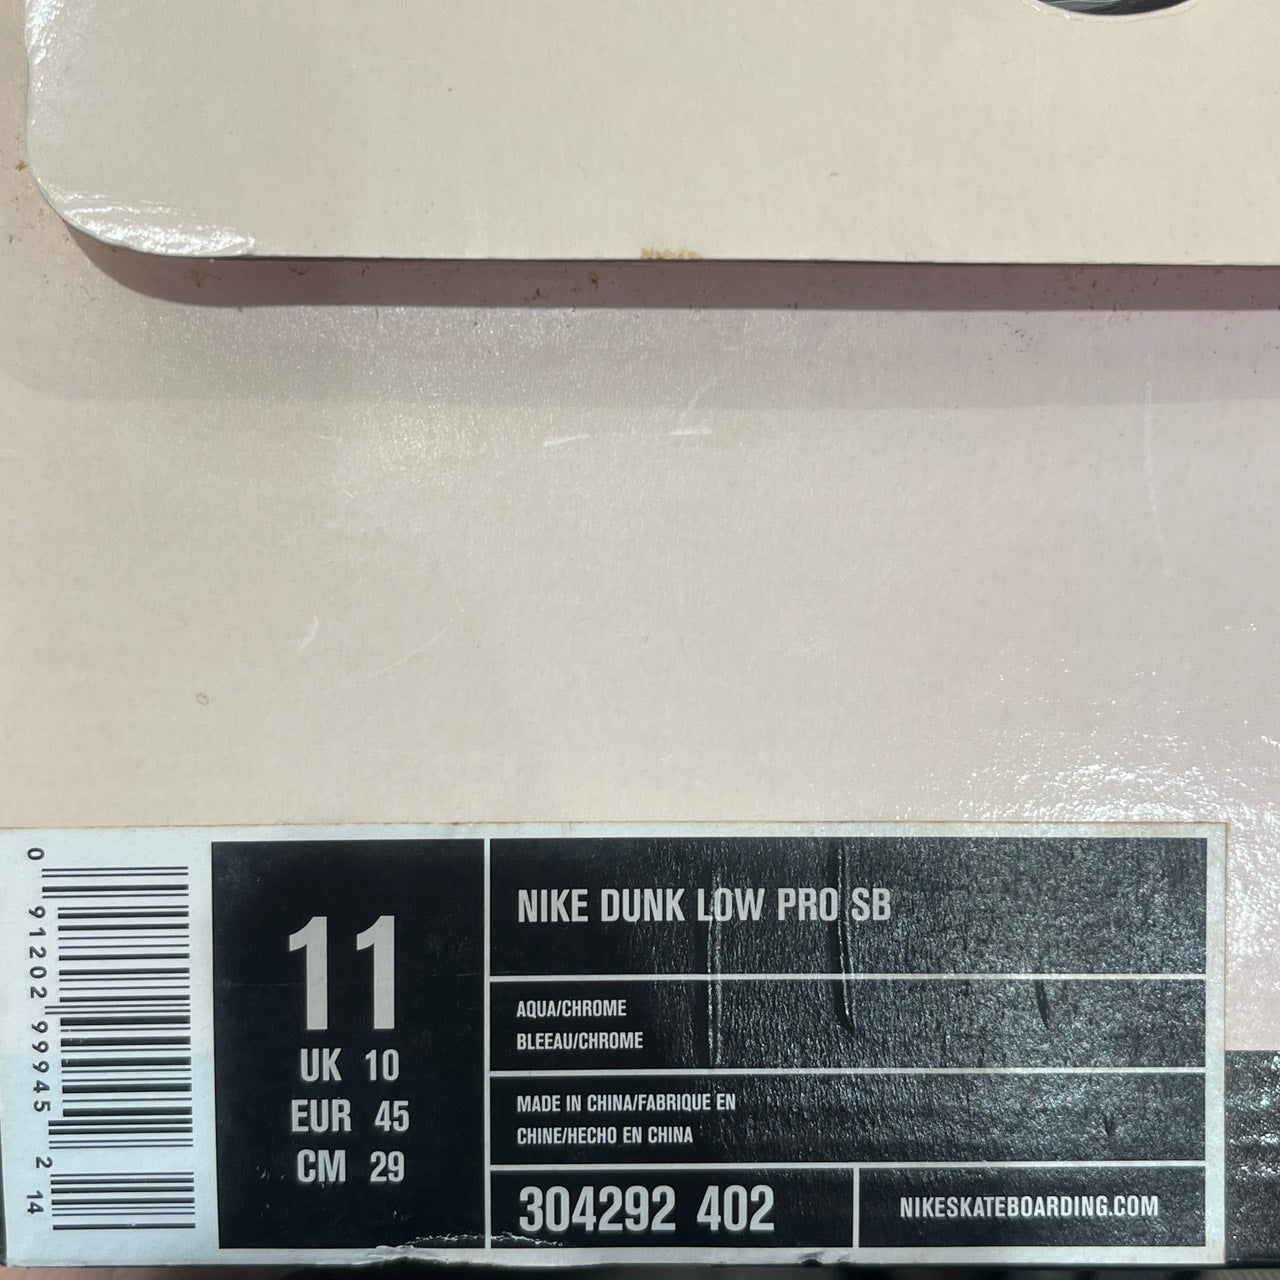 0 91202 99945 2 14
11
UK 10
EUR 45
CM 29
NIKE DUNK LOW PRO SB
AQUA/CHROME
BLEEAU/CHROME
MADE IN CHINA/FABRIQUE EN
CHINE/HECHO EN CHINA
304292 402
NIKESKATEBOARDING.COM